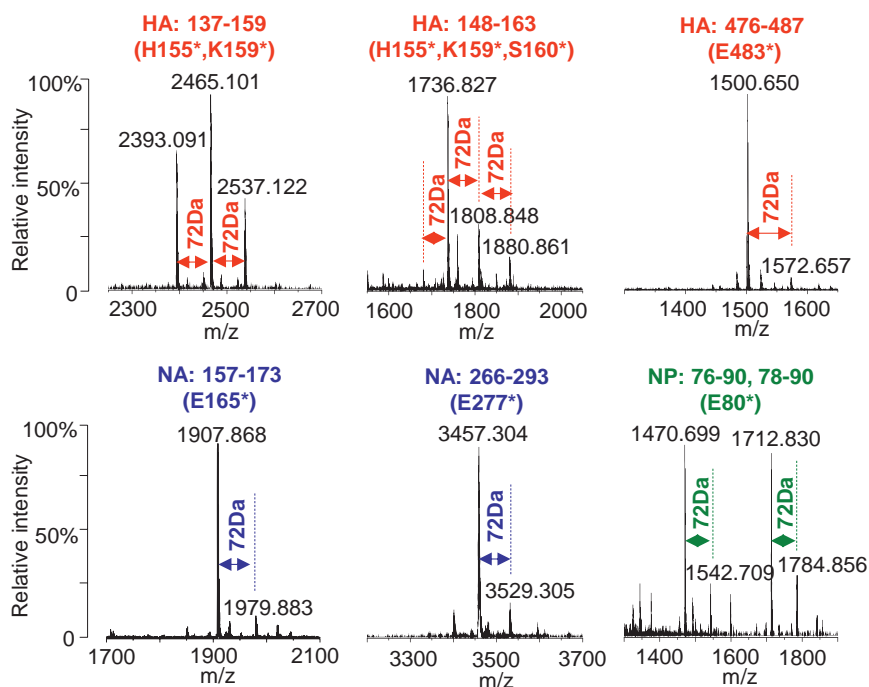 HA: 137-159
(H155*,K159*)
HA: 148-163
(H155*,K159*,S160*)
HA: 476-487
(E483*)
Relative intensity
100%
50%
0
2393.091
2465.101
2537.122
72Da
72Da
2300
2500
2700
m/z
1736.827
1808.848
1880.861
72Da
72Da
72Da
1600
1800
2000
m/z
1500.650
1572.657
72Da
1400
1500
1600
m/z
NA: 157-173
(E165*)
NA: 266-293
(E277*)
NP: 76-90, 78-90
(E80*)
Relative intensity
100%
50%
0
1907.868
1979.883
72Da
1700
1900
2100
m/z
3457.304
3529.305
72Da
3300
3500
3700
m/z
1470.699
1712.830
1542.709
1784.856
72Da
72Da
1400
1600
1800
m/z